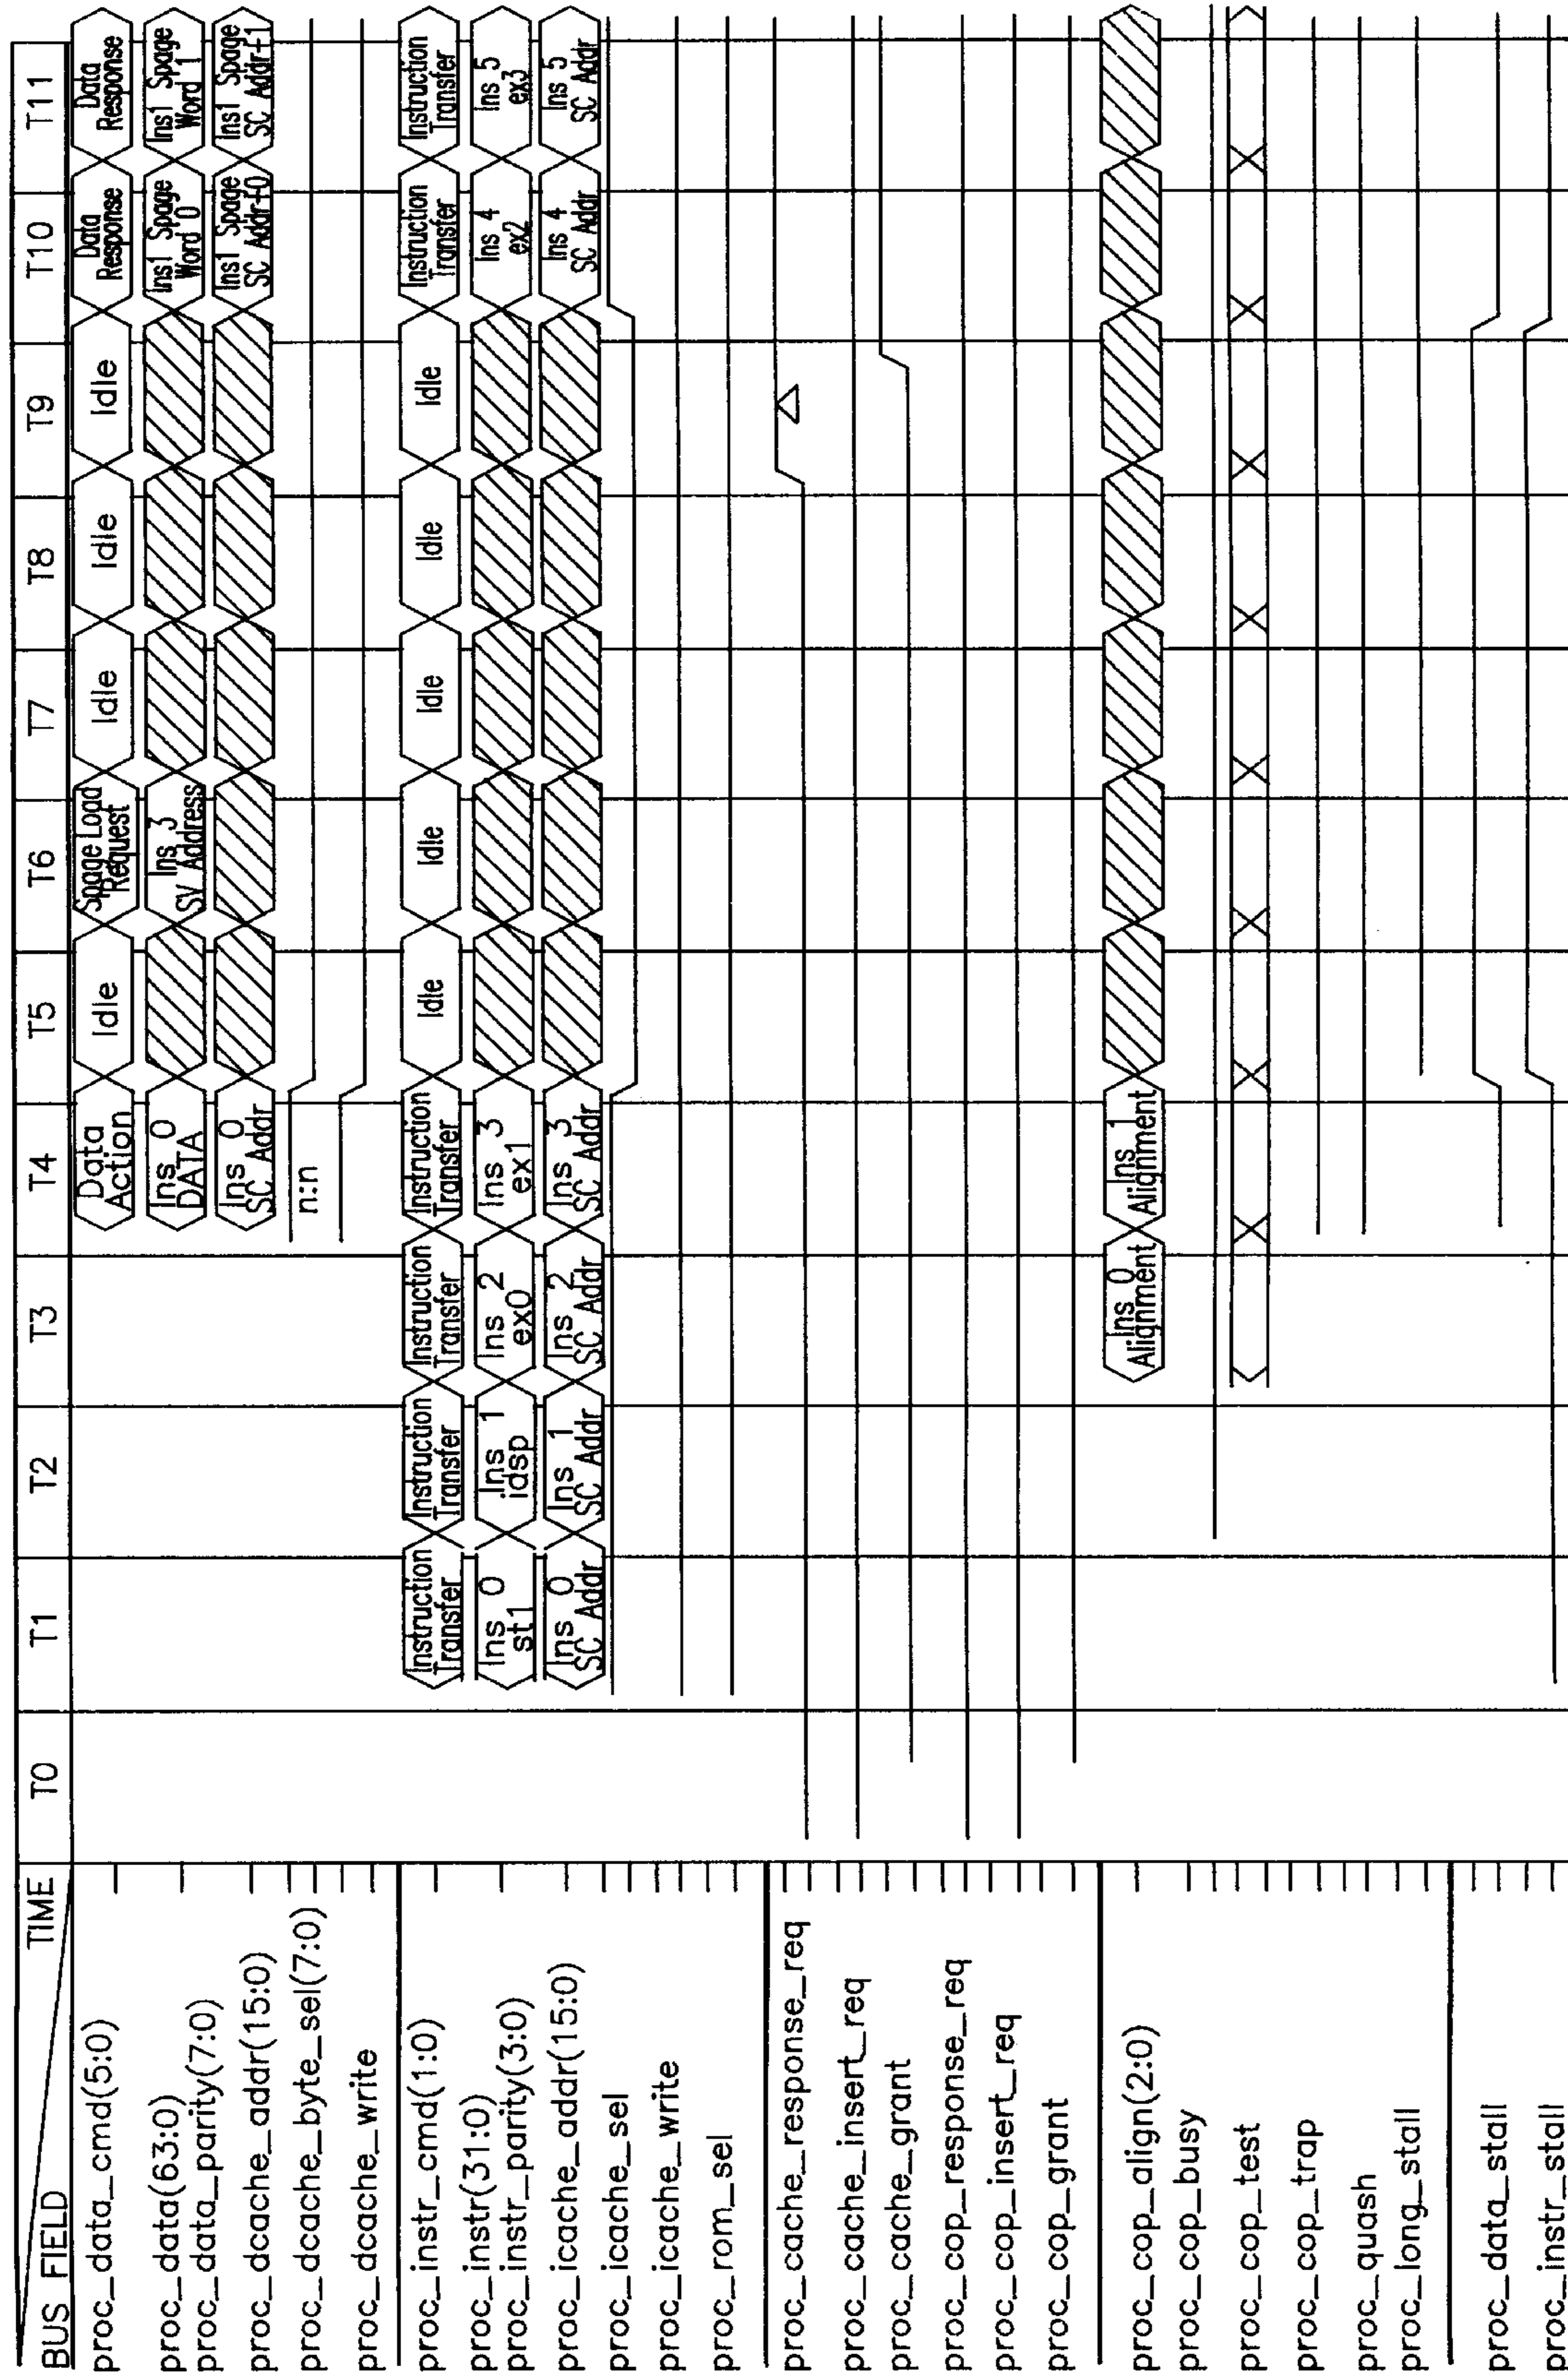 BUS FIELD TIME T0 T1 T2 T3 T4 T5 T6 T7 T8 T9 T10 T11
proc_data_cmd(5:0) Data Action Idle Spage Load Request Idle Idle Idle Data Response Data Response
proc_data(63:0)
proc_data_parity(7:0) Ins 0 DATA Ins 3 SV Address Ins1 Spage Word 0 Ins1 Spage Word 1
proc_dcache_addr(15:0) Ins 0 SC Addr Ins1 Spage SC Addr+0 Ins1 Spage SC Addr+1
proc_dcache_byte_sel(7:0) n:n
proc_dcache_write
proc_instr_cmd(1:0) Instruction Transfer Instruction Transfer Instruction Transfer Instruction Transfer Idle Idle Idle Idle Idle Instruction Transfer Instruction Transfer
proc_instr(31:0)
proc_instr_parity(3:0) Ins 0 st1 Ins 1 ldsp Ins 2 ex0 Ins 3 ex1 Ins 4 ex2 Ins 5 ex3
proc_icache_addr(15:0) Ins 0 SC Addr Ins 1 SC Addr Ins 2 SC Addr Ins 3 SC Addr Ins 4 SC Addr Ins 5 SC Addr
proc_icache_sel
proc_icache_write
proc_rom_sel
proc_cache_response_req
proc_cache_insert_req
proc_cache_grant
proc_cop_response_req
proc_cop_insert_req
proc_cop_grant
proc_cop_align(2:0) Ins 0 Alignment Ins 1 Alignment
proc_cop_busy
proc_cop_test
proc_cop_trap
proc_quash
proc_long_stall
proc_data_stall
proc_instr_stall